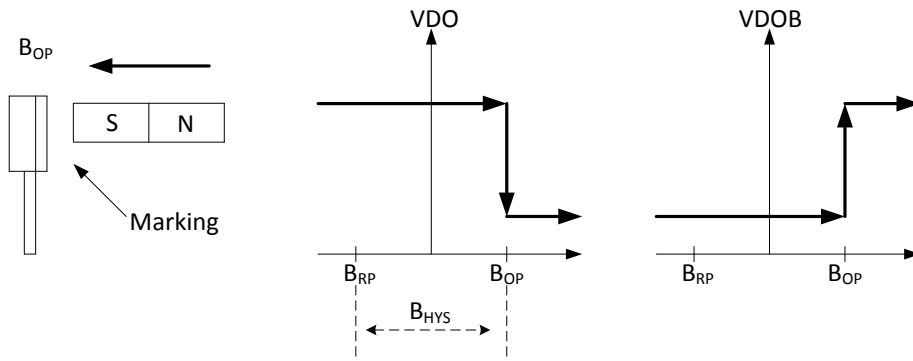 B_OP
S N
Marking
VDO
B_RP B_OP
B_HYS
VDOB
B_RP B_OP